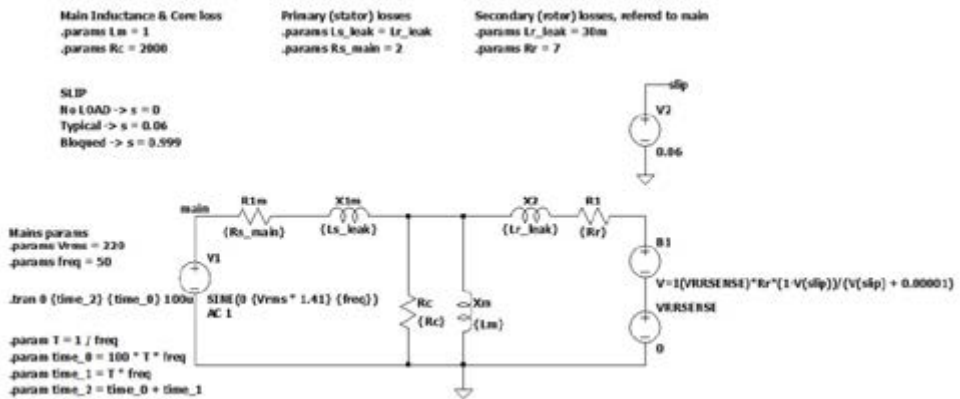 Main Inductance & Core loss
.params Lm = 1
.params Rc = 2000
Primary (stator) losses
.params Ls_leak = Lr_leak
.params Rs_main = 2
Secondary (rotor) losses, refered to main
.params Lr_leak = 30m
.params Rr = 7
SLIP
No LOAD -> s = 0
Typical -> s = 0.06
Bloqued -> s = 0.999
slip
V2
0.06
main
R1m
{Rs_main}
X1m
{Ls_leak}
X2
{Lr_leak}
R1
{Rr}
Mains params
.params Vrms = 220
.params freq = 50
V1
SINE(0 {Vrms * 1.41} {freq})
AC 1
.tran 0 {time_2} {time_0} 100u
Rc
{Rc}
Xm
{Lm}
B1
V=I(VRRSENSE)*Rr*(1-V(slip))/(V(slip) + 0.00001)
VRRSENSE
0
.param T = 1 / freq
.param time_0 = 100 * T * freq
.param time_1 = T * freq
.param time_2 = time_0 + time_1